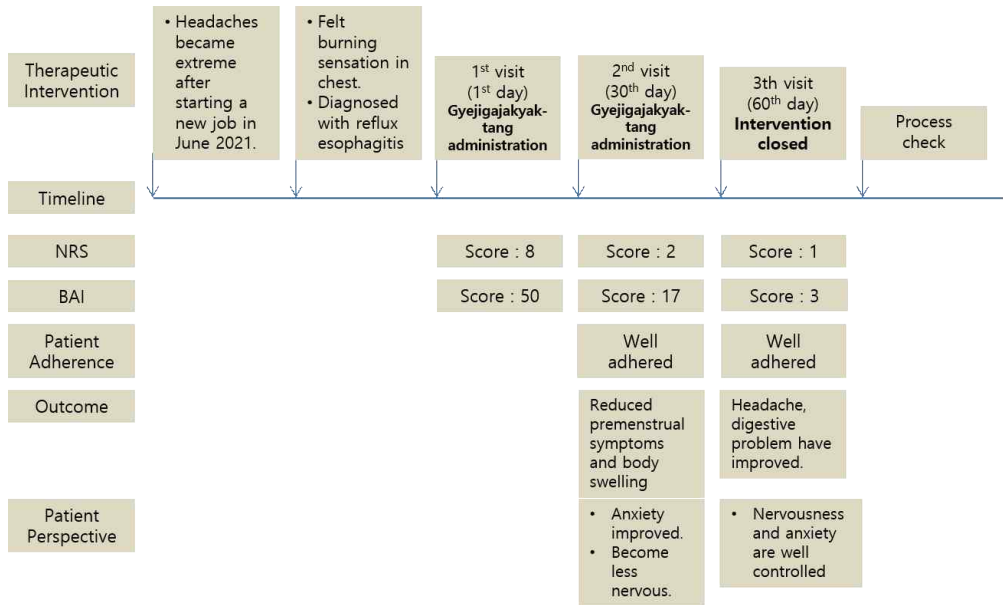 Therapeutic
Intervention
• Headaches
became
extreme
after
starting a
new job in
June 2021.
• Felt
burning
sensation in
chest.
• Diagnosed
with reflux
esophagitis
1st visit
(1st day)
Gyejigajakyak-
tang
administration
2nd visit
(30th day)
Gyejigajakyak-
tang
administration
3th visit
(60th day)
Intervention
closed
Process
check
Timeline
NRS
Score : 8
Score : 2
Score : 1
BAI
Score : 50
Score : 17
Score : 3
Patient
Adherence
Well
adhered
Well
adhered
Outcome
Reduced
premenstrual
symptoms
and body
swelling
Headache,
digestive
problem have
improved.
Patient
Perspective
• Anxiety
improved.
• Become
less
nervous.
• Nervousness
and anxiety
are well
controlled